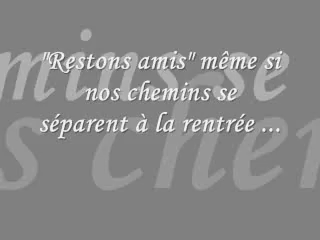 "Restons amis" même si
nos chemins se
séparent à la rentrée ...